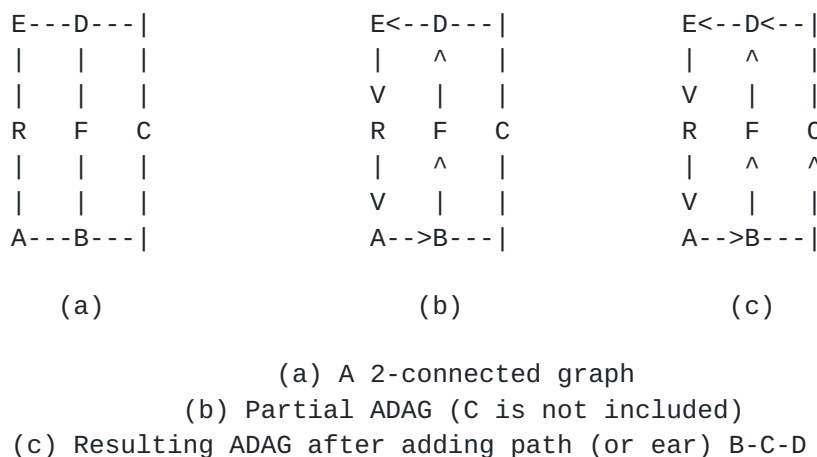 E---D---|                E<--D---|                E<--D<--|
|   |   |                |   ^   |                |   ^   |
|   |   |                V   |   |                V   |   |
R   F   C                R   F   C                R   F   C
|   |   |                |   ^   |                |   ^   ^
|   |   |                V   |   |                V   |   |
A---B---|                A-->B---|                A-->B---|
(a)                      (b)                      (c)
(a) A 2-connected graph
(b) Partial ADAG (C is not included)
(c) Resulting ADAG after adding path (or ear) B-C-D